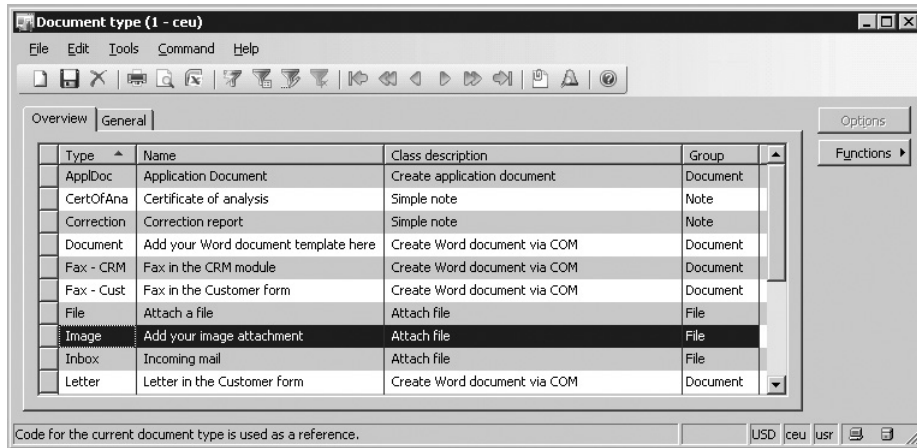 Document type (1 - ceu)
File Edit Tools Command Help
Overview General
Options
Functions
Type Name Class description Group
ApplDoc Application Document Create application document Document
CertOfAna Certificate of analysis Simple note Note
Correction Correction report Simple note Note
Document Add your Word document template here Create Word document via COM Document
Fax - CRM Fax in the CRM module Create Word document via COM Document
Fax - Cust Fax in the Customer form Create Word document via COM Document
File Attach a file Attach file File
Image Add your image attachment Attach file File
Inbox Incoming mail Attach file File
Letter Letter in the Customer form Create Word document via COM Document
Code for the current document type is used as a reference. USD ceu usr